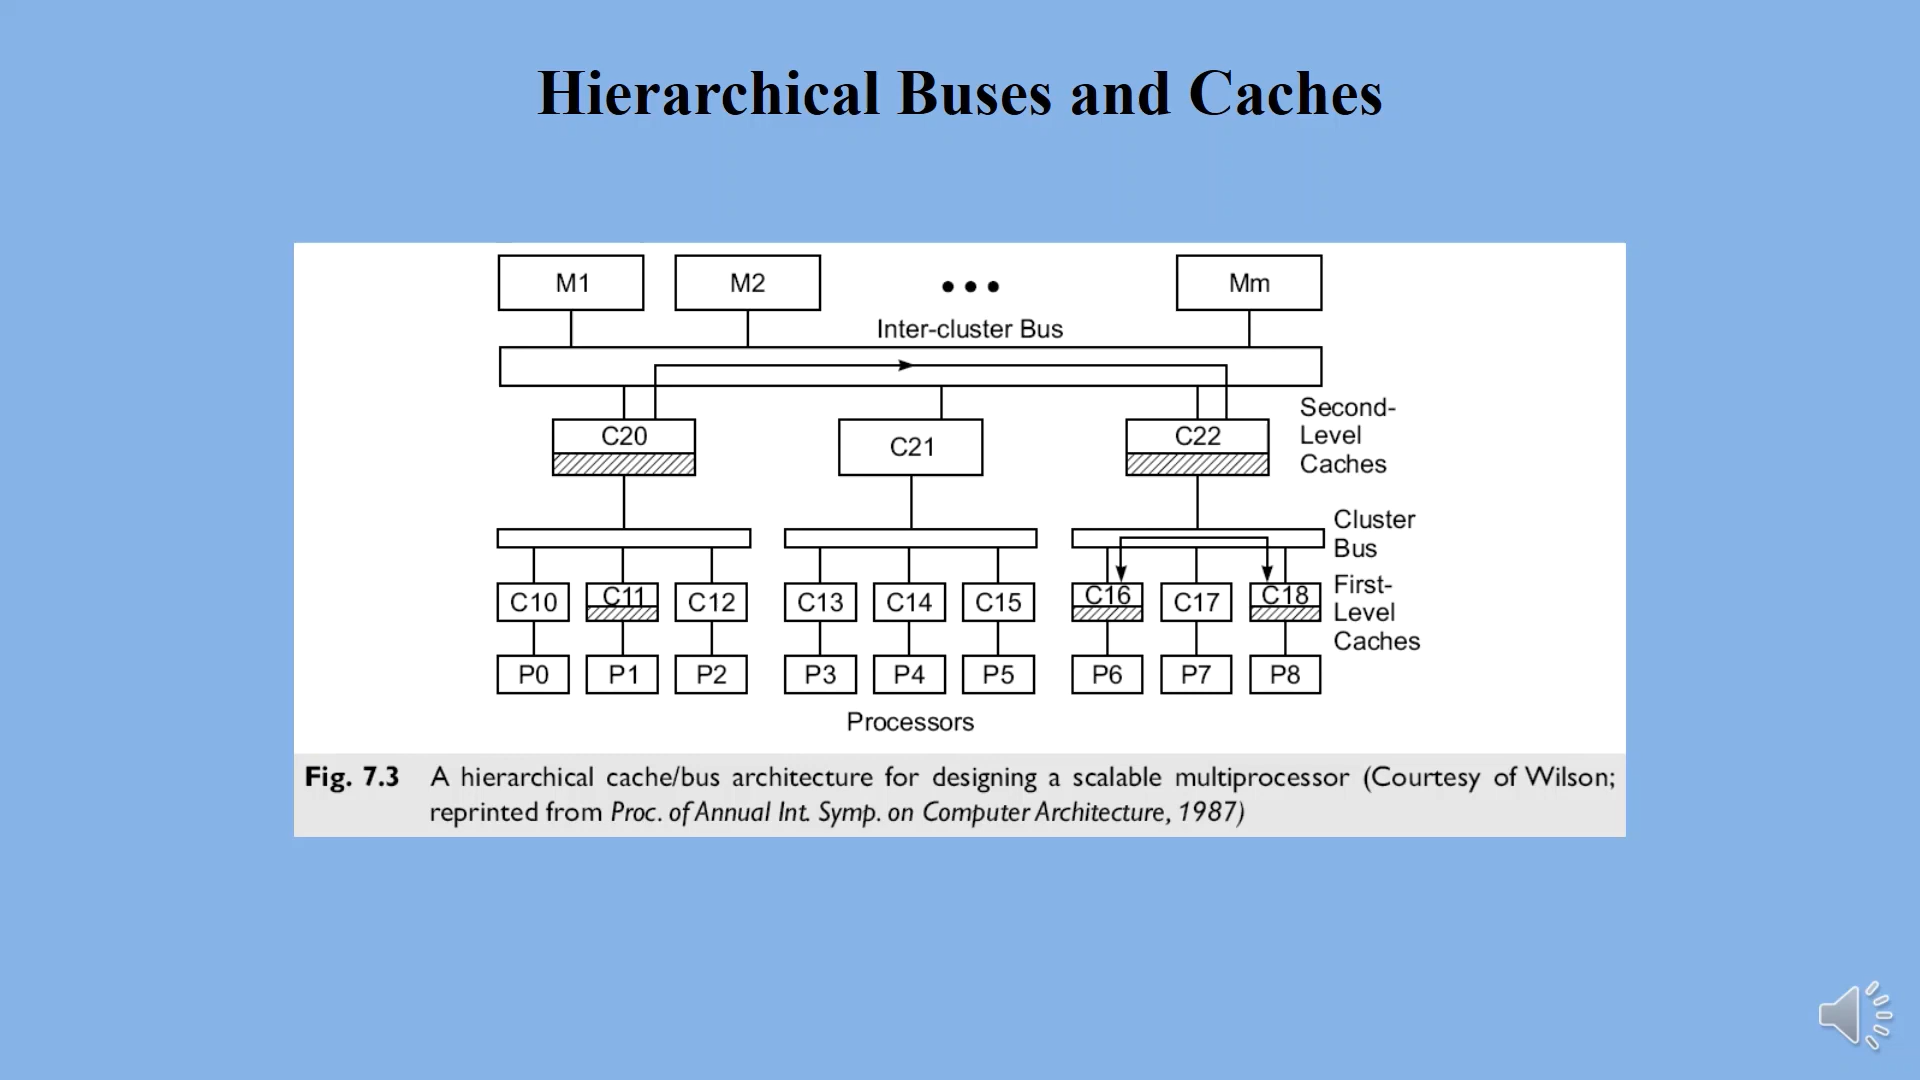 Hierarchical Buses and Caches
M1 M2 ••• Mm
Inter-cluster Bus
C20 C21 C22
Second-
Level
Caches
Cluster
Bus
C10 C11 C12 C13 C14 C15 C16 C17 C18
First-
Level
Caches
P0 P1 P2 P3 P4 P5 P6 P7 P8
Processors
Fig. 7.3 A hierarchical cache/bus architecture for designing a scalable multiprocessor (Courtesy of Wilson;
reprinted from Proc. of Annual Int. Symp. on Computer Architecture, 1987)